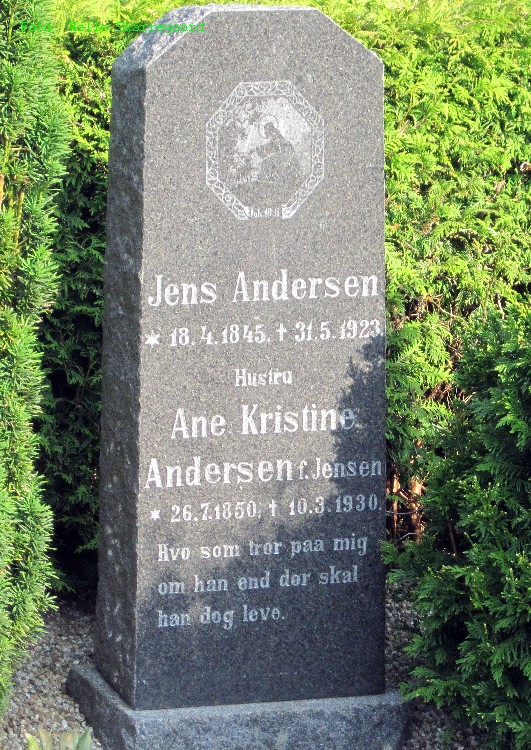 Jens Andersen
* 18.4.1845. † 31.5.1923.
Hustru
Ane Kristine
Andersen f. Jensen
* 26.7.1850. † 10.3.1930.
Hvo som tror paa mig
om han end dør skal
han dog leve.